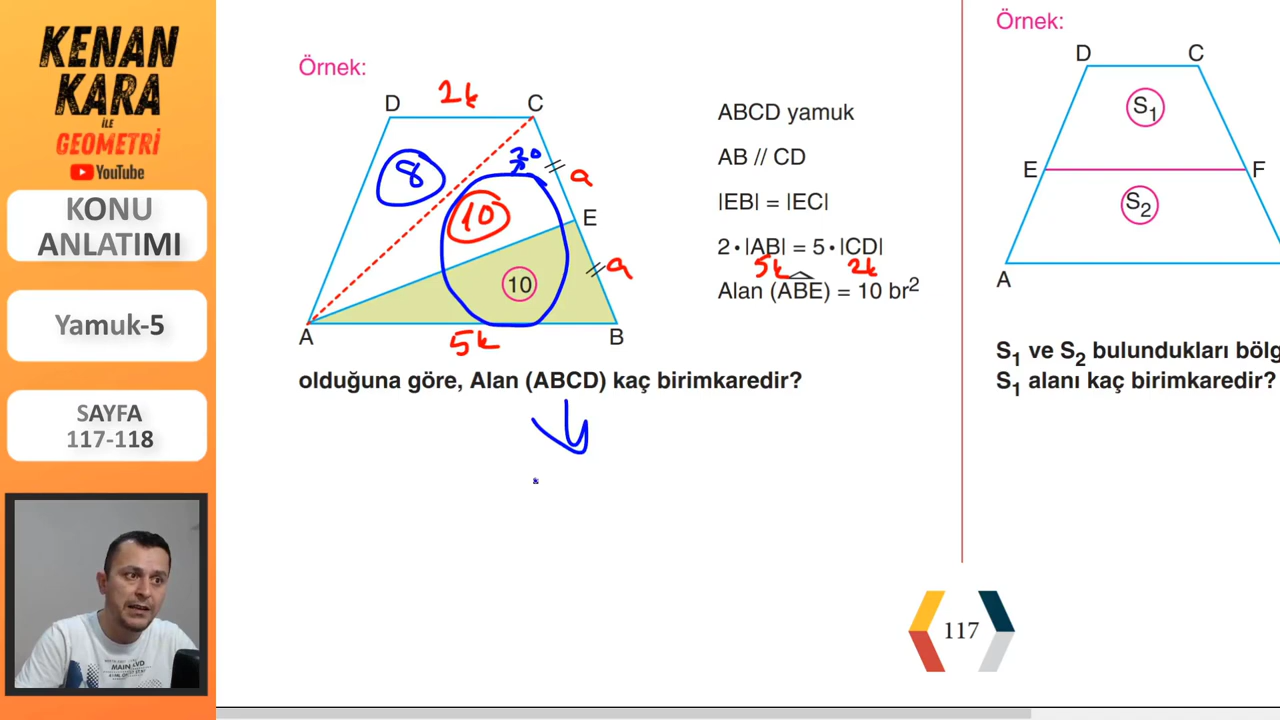 KENAN
KARA
İLE
GEOMETRİ
YouTube
KONU
ANLATIMI
Yamuk-5
SAYFA
117-118
Örnek:
2k
D
C
8
20
a
10
E
10
a
A
5k
B
ABCD yamuk
AB // CD
|EB| = |EC|
2 • |AB| = 5 • |CD|
5k 2k
Alan (ABE) = 10 br²
olduğuna göre, Alan (ABCD) kaç birimkaredir?
Örnek:
D
C
S1
E
F
S2
A
S1 ve S2 bulundukları bölg
S1 alanı kaç birimkaredir?
117